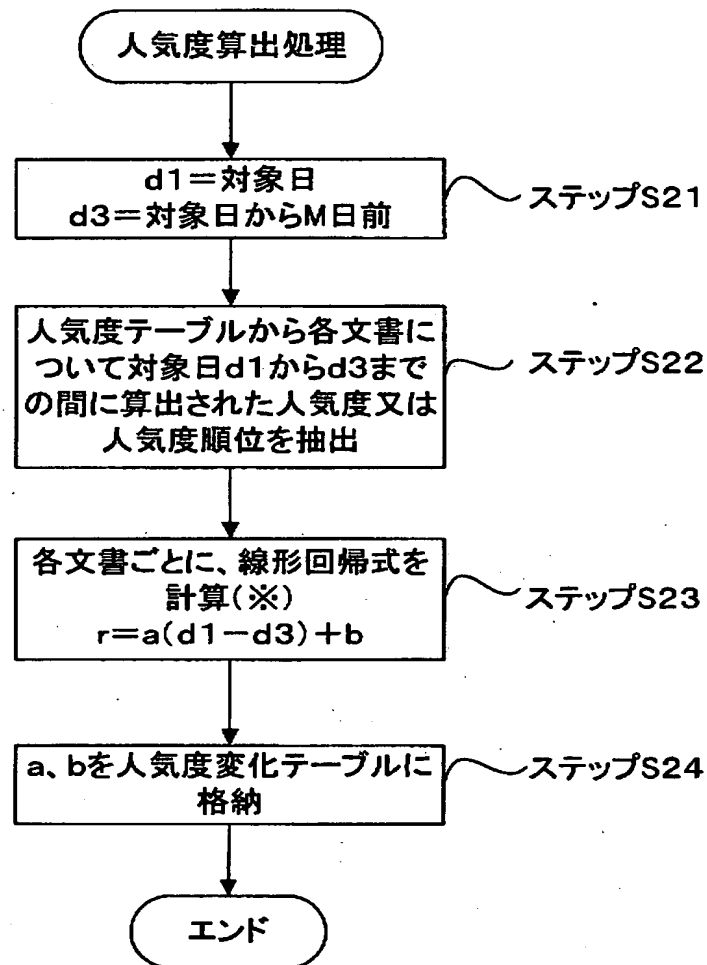 人気度算出処理
d1＝対象日
d3＝対象日からM日前
ステップS21
人気度テーブルから各文書に
ついて対象日d1からd3まで
の間に算出された人気度又は
人気度順位を抽出
ステップS22
各文書ごとに、線形回帰式を
計算(※)
r＝a(d1−d3)＋b
ステップS23
a、bを人気度変化テーブルに
格納
ステップS24
エンド